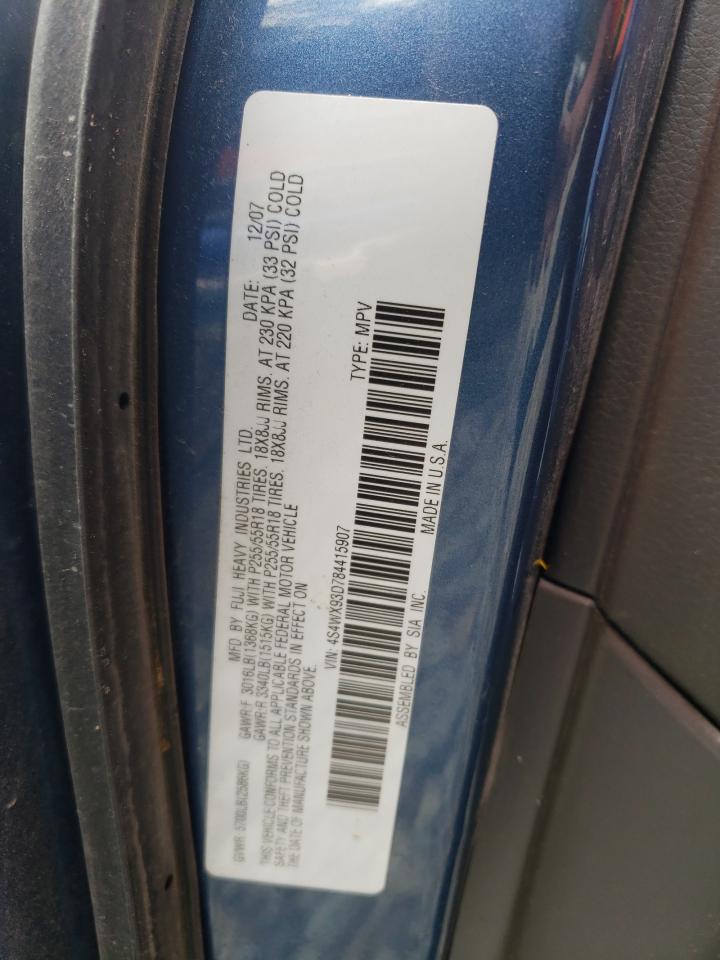 MFD BY FUJI HEAVY INDUSTRIES LTD. DATE: 12/07
GVWR 5700LB(2586KG) GAWR:F 3016LB(1368KG) WITH P255/55R18 TIRES. 18X8JJ RIMS. AT 230 KPA (33 PSI) COLD
GAWR:R 3340LB(1515KG) WITH P255/55R18 TIRES. 18X8JJ RIMS. AT 220 KPA (32 PSI) COLD
THIS VEHICLE CONFORMS TO ALL APPLICABLE FEDERAL MOTOR VEHICLE
SAFETY AND THEFT PREVENTION STANDARDS IN EFFECT ON
THE DATE OF MANUFACTURE SHOWN ABOVE.
VIN: 4S4WX93D784415907 TYPE: MPV
ASSEMBLED BY SIA INC. MADE IN U.S.A.